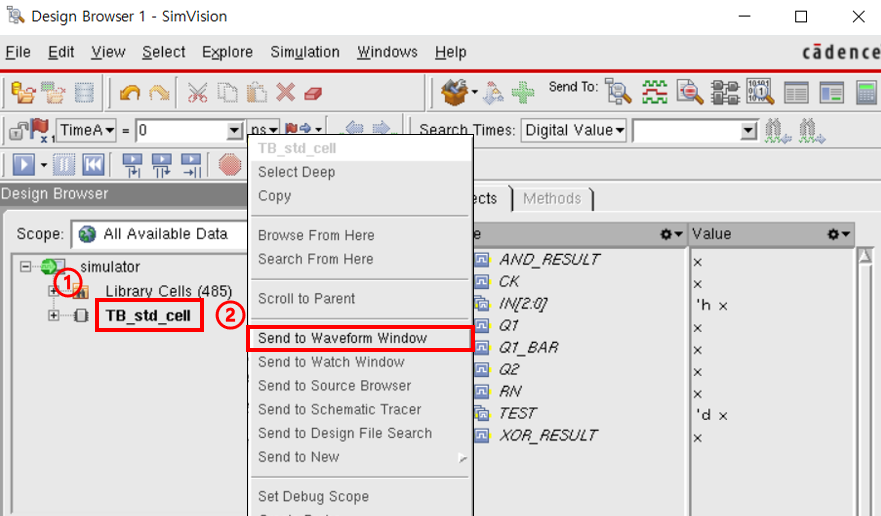 Design Browser 1 - SimVision
File Edit View Select Explore Simulation Windows Help
cādence
Send To:
x1 TimeA = 0 ps Search Times: Digital Value
Design Browser
Scope: All Available Data
simulator
① Library Cells (485)
TB_std_cell
②
TB_std_cell
Select Deep
Copy
Browse From Here
Search From Here
Scroll to Parent
Send to Waveform Window
Send to Watch Window
Send to Source Browser
Send to Schematic Tracer
Send to Design File Search
Send to New
Set Debug Scope
ects Methods
e Value
AND_RESULT x
CK x
IN[2:0] 'h x
Q1 x
Q1_BAR x
Q2 x
RN x
TEST 'd x
XOR_RESULT x